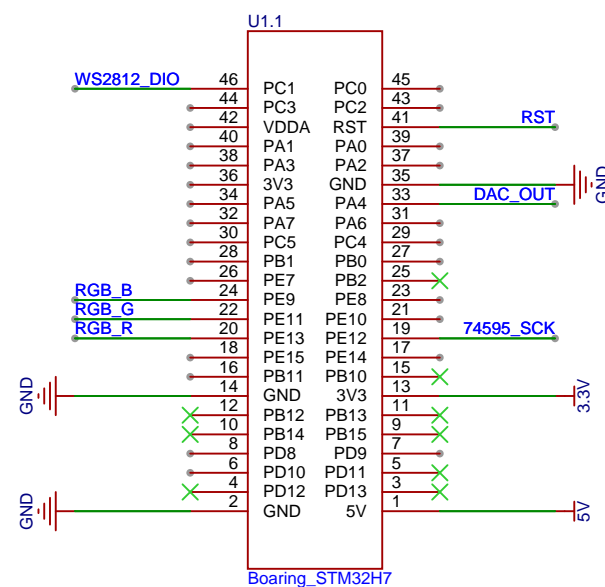 U1.1
WS2812_DIO 46 PC1 PC0 45
44 PC3 PC2 43
42 VDDA RST 41 RST
40 PA1 PA0 39
38 PA3 PA2 37
36 3V3 GND 35 GND
34 PA5 PA4 33 DAC_OUT
32 PA7 PA6 31
30 PC5 PC4 29
28 PB1 PB0 27
26 PE7 PB2 25
RGB_B 24 PE9 PE8 23
RGB_G 22 PE11 PE10 21
RGB_R 20 PE13 PE12 19 74595_SCK
18 PE15 PE14 17
16 PB11 PB10 15
GND 14 GND 3V3 13 3.3V
12 PB12 PB13 11
10 PB14 PB15 9
8 PD8 PD9 7
6 PD10 PD11 5
4 PD12 PD13 3
GND 2 GND 5V 1 5V
Boaring_STM32H7